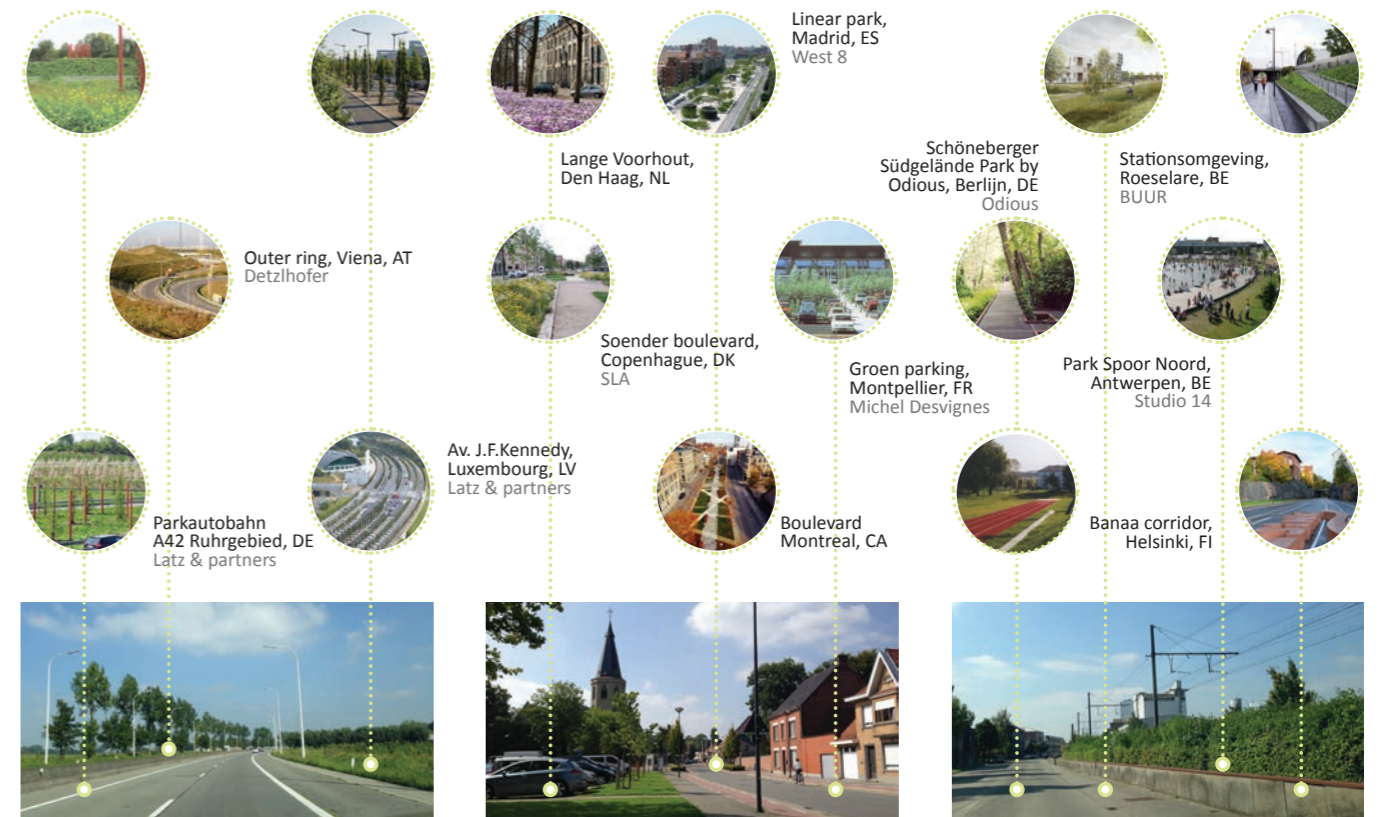 Linear park,
Madrid, ES
West 8
Lange Voorhout,
Den Haag, NL
Schöneberger
Südgelände Park by
Odious, Berlijn, DE
Odious
Stationsomgeving,
Roeselare, BE
BUUR
Outer ring, Viena, AT
Detzlhofer
Soender boulevard,
Copenhague, DK
SLA
Groen parking,
Montpellier, FR
Michel Desvignes
Park Spoor Noord,
Antwerpen, BE
Studio 14
Av. J.F.Kennedy,
Luxembourg, LV
Latz & partners
Parkautobahn
A42 Ruhrgebied, DE
Latz & partners
Boulevard
Montreal, CA
Banaa corridor,
Helsinki, FI